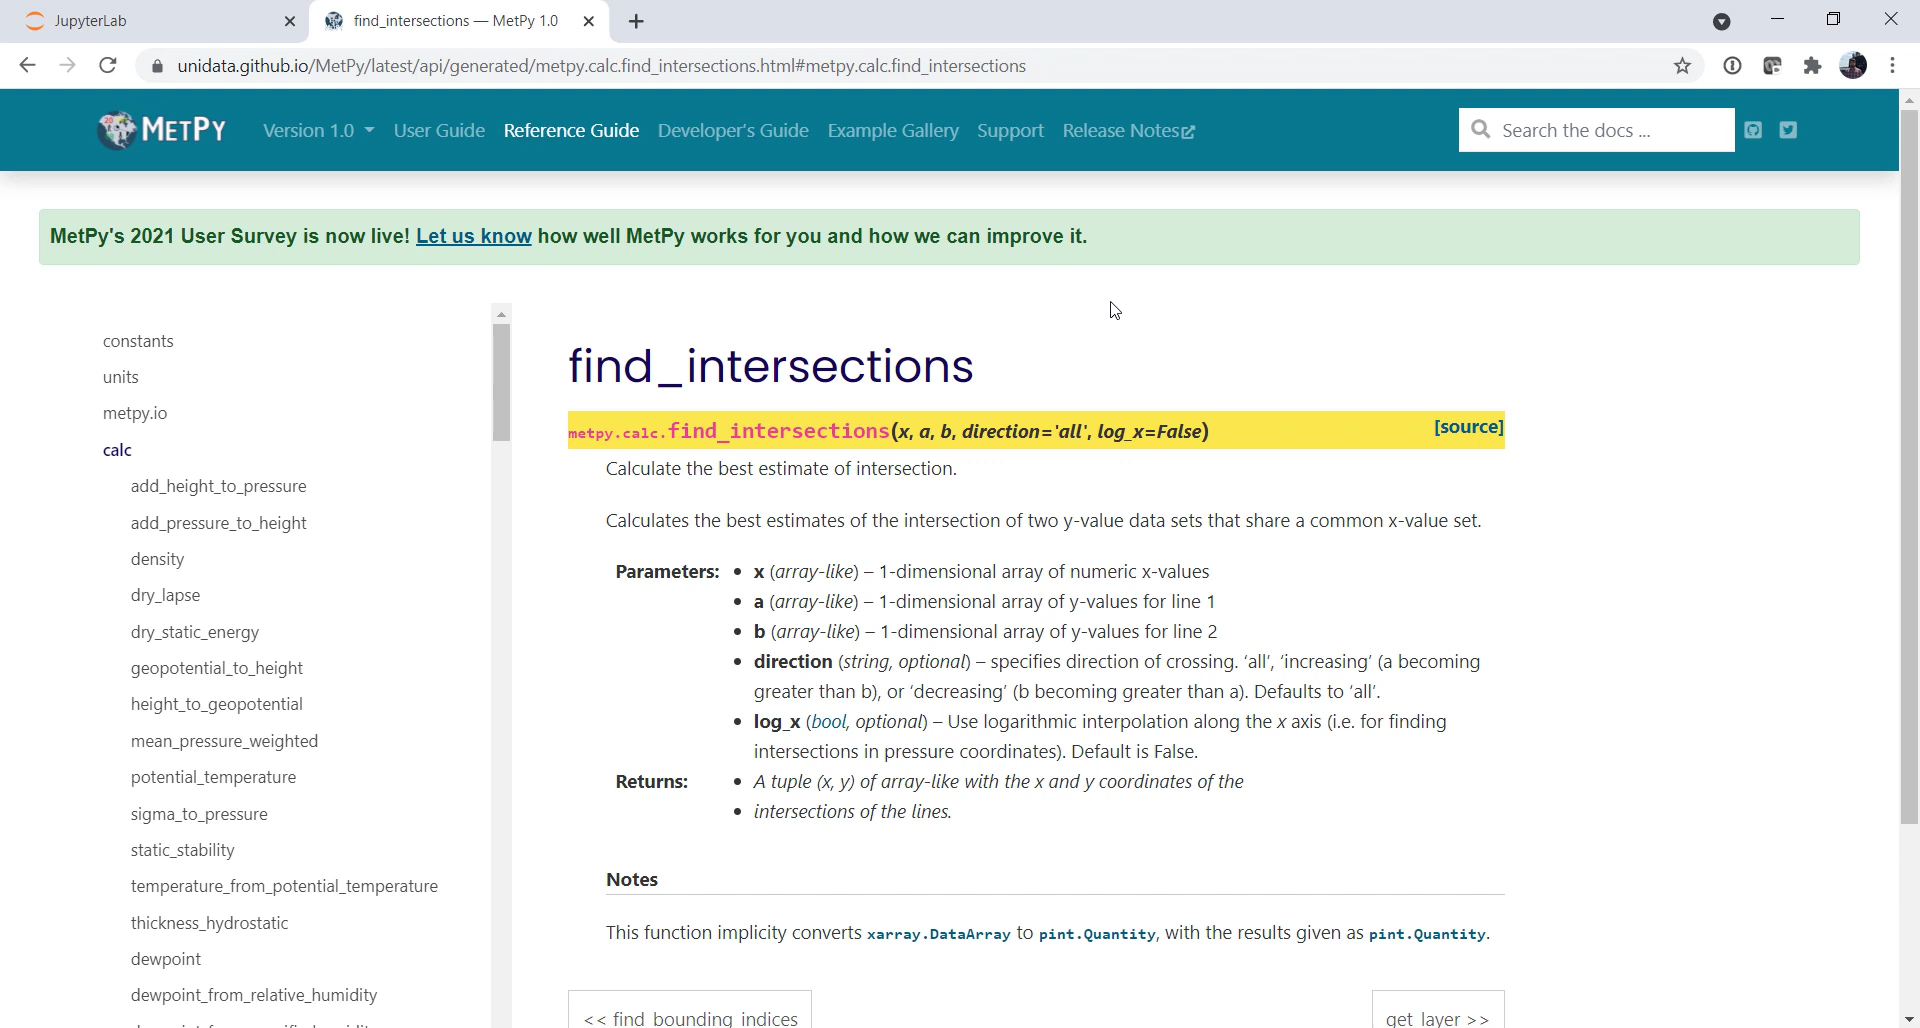 JupyterLab
find_intersections — MetPy 1.0
unidata.github.io/MetPy/latest/api/generated/metpy.calc.find_intersections.html#metpy.calc.find_intersections
METPY Version 1.0 User Guide Reference Guide Developer's Guide Example Gallery Support Release Notes
Search the docs ...
MetPy's 2021 User Survey is now live! Let us know how well MetPy works for you and how we can improve it.
constants
units
metpy.io
calc
add_height_to_pressure
add_pressure_to_height
density
dry_lapse
dry_static_energy
geopotential_to_height
height_to_geopotential
mean_pressure_weighted
potential_temperature
sigma_to_pressure
static_stability
temperature_from_potential_temperature
thickness_hydrostatic
dewpoint
dewpoint_from_relative_humidity
find_intersections
metpy.calc.find_intersections(x, a, b, direction='all', log_x=False) [source]
Calculate the best estimate of intersection.
Calculates the best estimates of the intersection of two y-value data sets that share a common x-value set.
Parameters: • x (array-like) – 1-dimensional array of numeric x-values
• a (array-like) – 1-dimensional array of y-values for line 1
• b (array-like) – 1-dimensional array of y-values for line 2
• direction (string, optional) – specifies direction of crossing. 'all', 'increasing' (a becoming
greater than b), or 'decreasing' (b becoming greater than a). Defaults to 'all'.
• log_x (bool, optional) – Use logarithmic interpolation along the x axis (i.e. for finding
intersections in pressure coordinates). Default is False.
Returns: • A tuple (x, y) of array-like with the x and y coordinates of the
• intersections of the lines.
Notes
This function implicity converts xarray.DataArray to pint.Quantity, with the results given as pint.Quantity.
<< find bounding indices
get layer >>